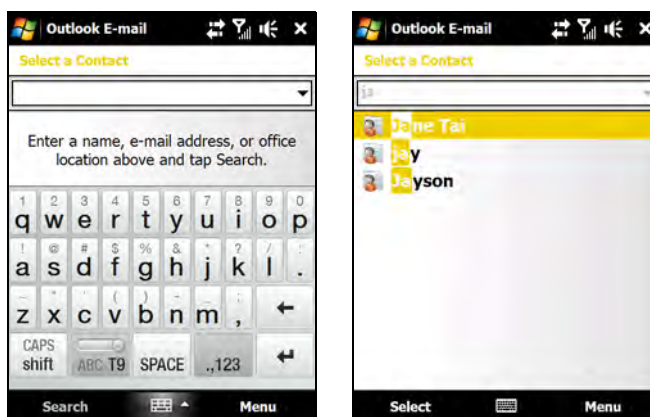 Outlook E-mail
Select a Contact
Enter a name, e-mail address, or office
location above and tap Search.
1 2 3 4 5 6 7 8 9 0
q w e r t y u i o p
! @ # $ % &
a s d f g h j k l .
z x c v b n m ,
CAPS
shift ABC T9 SPACE .,123
Search Menu
Outlook E-mail
Select a Contact
ja
Jane Tai
jay
Jayson
Select Menu